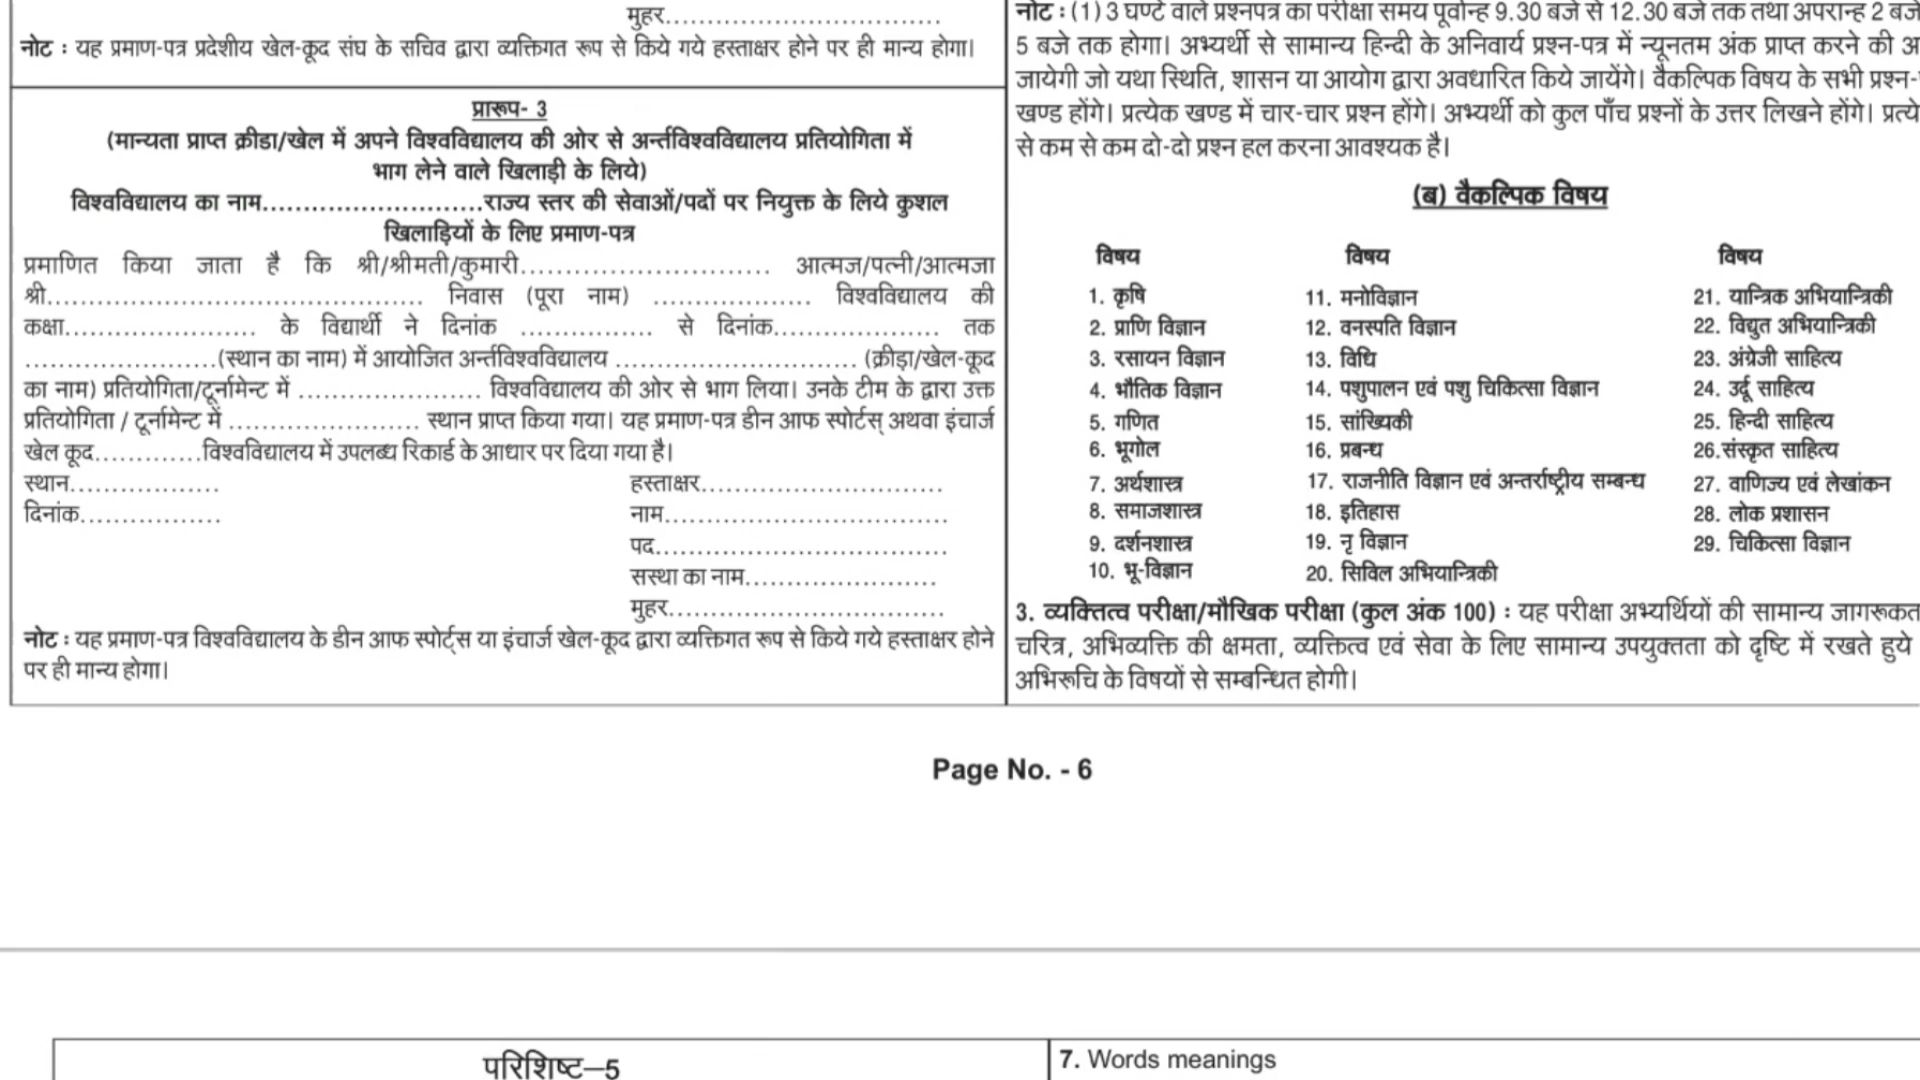 मुहर.................................
नोट : यह प्रमाण-पत्र प्रदेशीय खेल-कूद संघ के सचिव द्वारा व्यक्तिगत रूप से किये गये हस्ताक्षर होने पर ही मान्य होगा।
प्रारूप- 3
(मान्यता प्राप्त क्रीडा/खेल में अपने विश्वविद्यालय की ओर से अर्न्तविश्वविद्यालय प्रतियोगिता में
भाग लेने वाले खिलाड़ी के लिये)
विश्वविद्यालय का नाम...........................राज्य स्तर की सेवाओं/पदों पर नियुक्त के लिये कुशल
खिलाड़ियों के लिए प्रमाण-पत्र
प्रमाणित किया जाता है कि श्री/श्रीमती/कुमारी.............................. आत्मज/पत्नी/आत्मजा
श्री............................................. निवास (पूरा नाम) ................... विश्वविद्यालय की
कक्षा....................... के विद्यार्थी ने दिनांक ................ से दिनांक.................... तक
.......................(स्थान का नाम) में आयोजित अर्न्तविश्वविद्यालय ............................. (क्रीड़ा/खेल-कूद
का नाम) प्रतियोगिता/टूर्नामेन्ट में ...................... विश्वविद्यालय की ओर से भाग लिया। उनके टीम के द्वारा उक्त
प्रतियोगिता / टूर्नामेन्ट में ....................... स्थान प्राप्त किया गया। यह प्रमाण-पत्र डीन आफ स्पोर्टस् अथवा इंचार्ज
खेल कूद.............विश्वविद्यालय में उपलब्ध रिकार्ड के आधार पर दिया गया है।
स्थान.................. हस्ताक्षर.............................
दिनांक................. नाम..................................
पद...................................
सस्था का नाम.......................
मुहर.................................
नोट : यह प्रमाण-पत्र विश्वविद्यालय के डीन आफ स्पोर्ट्स या इंचार्ज खेल-कूद द्वारा व्यक्तिगत रूप से किये गये हस्ताक्षर होने
पर ही मान्य होगा।
नोट : (1) 3 घण्टे वाले प्रश्नपत्र का परीक्षा समय पूर्वान्ह 9.30 बजे से 12.30 बजे तक तथा अपरान्ह 2 बजे
5 बजे तक होगा। अभ्यर्थी से सामान्य हिन्दी के अनिवार्य प्रश्न-पत्र में न्यूनतम अंक प्राप्त करने की
जायेगी जो यथा स्थिति, शासन या आयोग द्वारा अवधारित किये जायेंगे। वैकल्पिक विषय के सभी प्रश्न-
खण्ड होंगे। प्रत्येक खण्ड में चार-चार प्रश्न होंगे। अभ्यर्थी को कुल पाँच प्रश्नों के उत्तर लिखने होंगे।
से कम से कम दो-दो प्रश्न हल करना आवश्यक है।
(ब) वैकल्पिक विषय
विषय विषय विषय
1. कृषि 11. मनोविज्ञान 21. यान्त्रिक अभियान्त्रिकी
2. प्राणि विज्ञान 12. वनस्पति विज्ञान 22. विद्युत अभियान्त्रिकी
3. रसायन विज्ञान 13. विधि 23. अंग्रेजी साहित्य
4. भौतिक विज्ञान 14. पशुपालन एवं पशु चिकित्सा विज्ञान 24. उर्दू साहित्य
5. गणित 15. सांख्यिकी 25. हिन्दी साहित्य
6. भूगोल 16. प्रबन्ध 26.संस्कृत साहित्य
7. अर्थशास्त्र 17. राजनीति विज्ञान एवं अन्तर्राष्ट्रीय सम्बन्ध 27. वाणिज्य एवं लेखांकन
8. समाजशास्त्र 18. इतिहास 28. लोक प्रशासन
9. दर्शनशास्त्र 19. नृ विज्ञान 29. चिकित्सा विज्ञान
10. भू-विज्ञान 20. सिविल अभियान्त्रिकी
3. व्यक्तित्व परीक्षा/मौखिक परीक्षा (कुल अंक 100) : यह परीक्षा अभ्यर्थियों की सामान्य
चरित्र, अभिव्यक्ति की क्षमता, व्यक्तित्व एवं सेवा के लिए सामान्य उपयुक्तता को दृष्टि में रखते हुये
अभिरूचि के विषयों से सम्बन्धित होगी।
Page No. - 6
परिशिष्ट–5
7. Words meanings